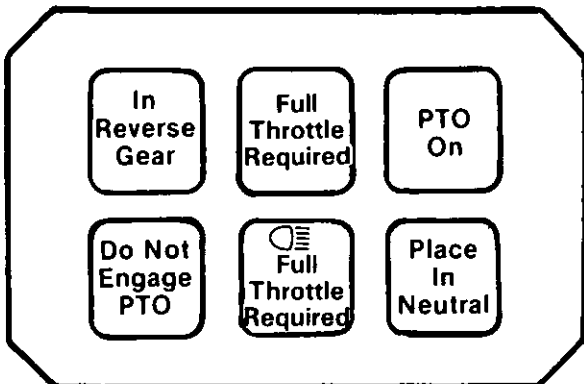 In
Reverse
Gear
Full
Throttle
Required
PTO
On
Do Not
Engage
PTO
Full
Throttle
Required
Place
In
Neutral